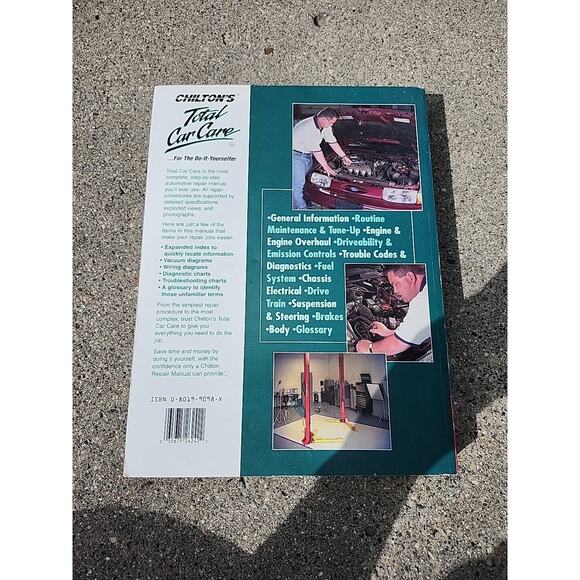 CHILTON'S
Total
Car Care
...For The Do-It-Yourselfer
Total Car Care is the most
complete, step-by-step
automotive repair manual
you'll ever use. All repair
procedures are supported by
detailed specifications,
exploded views, and
photographs.
Here are just a few of the
items in this manual that
make your repair jobs easier:
• Expanded index to
quickly locate information
• Vacuum diagrams
• Wiring diagrams
• Diagnostic charts
• Troubleshooting charts
• A glossary to identify
those unfamiliar terms
From the simplest repair
procedure to the most
complex, trust Chilton's Total
Car Care to give you
everything you need to do the
job.
Save time and money by
doing it yourself, with the
confidence only a Chilton
Repair Manual can provide.
ISBN 0-8019-9098-X
•General Information •Routine
Maintenance & Tune-Up •Engine &
Engine Overhaul •Driveability &
Emission Controls •Trouble Codes &
Diagnostics •Fuel
System •Chassis
Electrical •Drive
Train •Suspension
& Steering •Brakes
•Body •Glossary